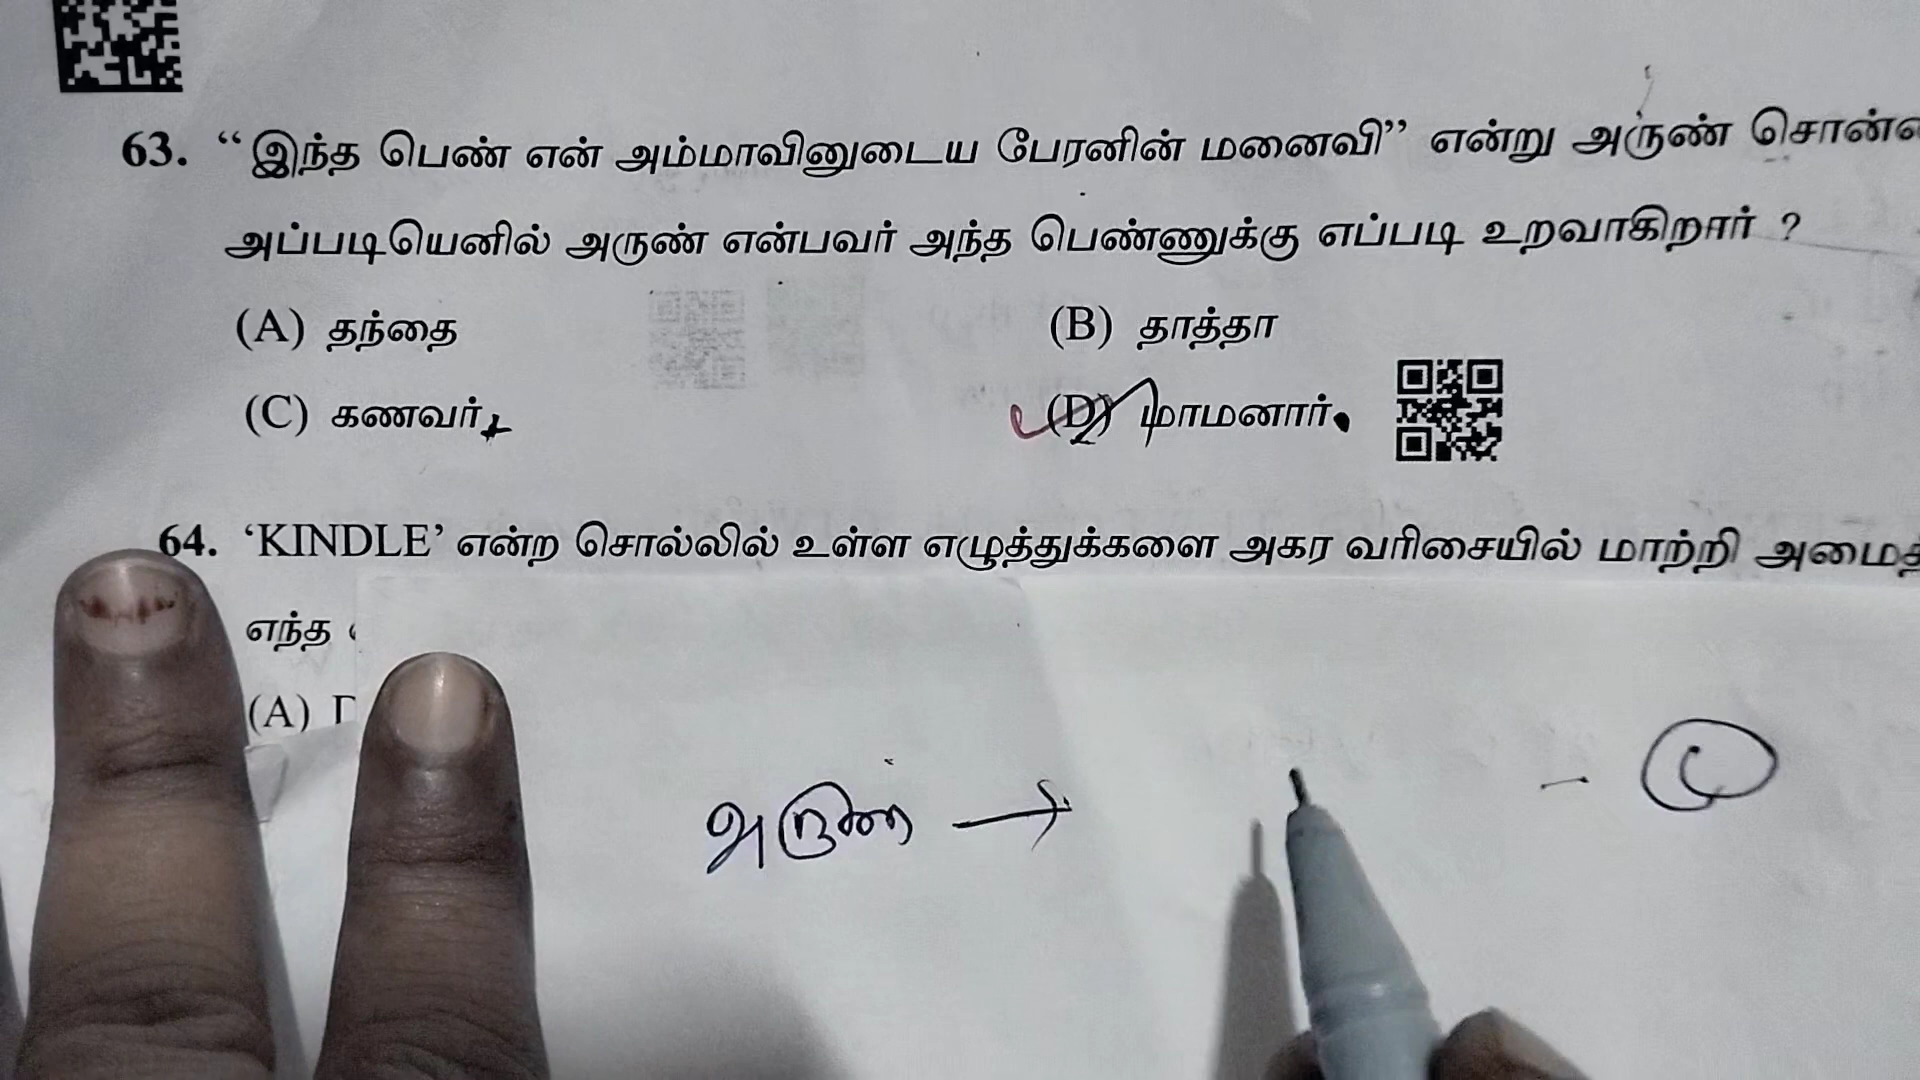 63. “இந்த பெண் என் அம்மாவினுடைய பேரனின் மனைவி” என்று அருண்
அப்படியெனில் அருண் என்பவர் அந்த பெண்ணுக்கு எப்படி உறவாகிறார் ?
(A) தந்தை (B) தாத்தா
(C) கணவர் (D) மாமனார்
64. ‘KINDLE’ என்ற சொல்லில் உள்ள எழுத்துக்களை அகர வரிசையில் மாற்றி
எந்த
(A)
அருண் →